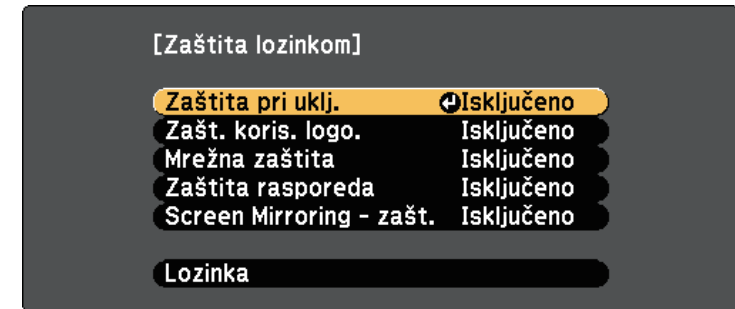 [Zaštita lozinkom]
Zaštita pri uklj. Isključeno
Zašt. koris. logo. Isključeno
Mrežna zaštita Isključeno
Zaštita rasporeda Isključeno
Screen Mirroring - zašt. Isključeno
Lozinka